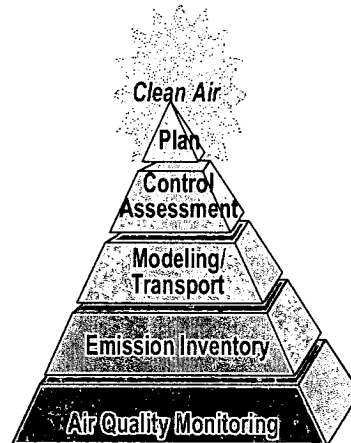 Clean Air
Plan
Control
Assessment
Modeling/
Transport
Emission Inventory
Air Quality Monitoring